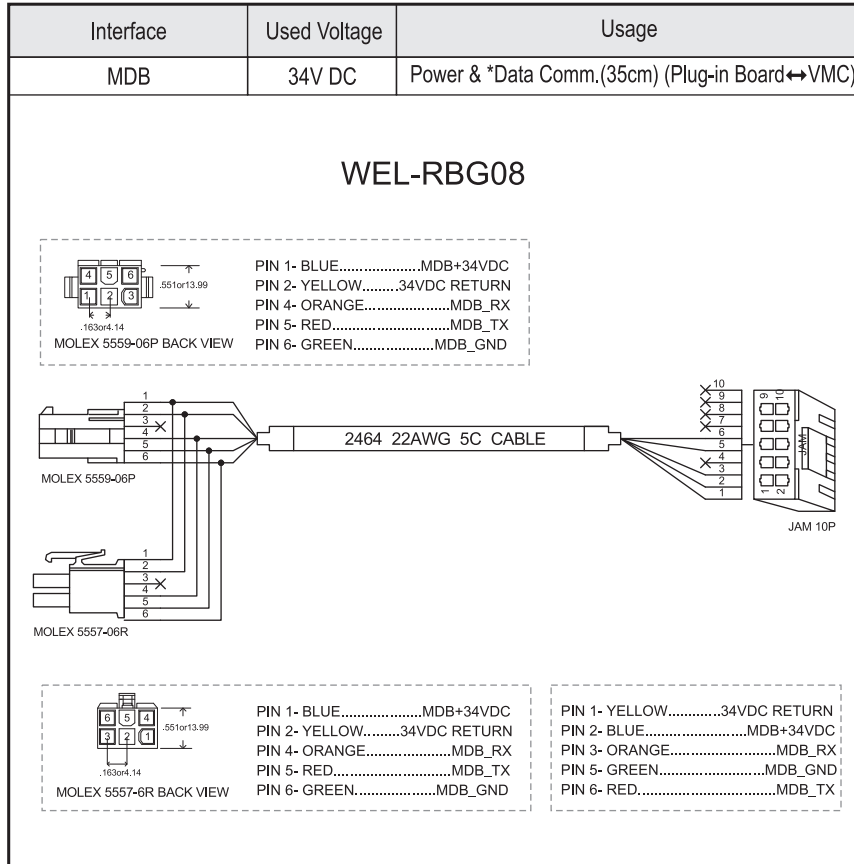 Interface Used Voltage Usage
MDB 34V DC Power & *Data Comm.(35cm) (Plug-in Board↔VMC)
WEL-RBG08
4 5 6
1 2 3
.551or13.99
.163or4.14
MOLEX 5559-06P BACK VIEW
PIN 1- BLUE....................MDB+34VDC
PIN 2- YELLOW.....34VDC RETURN
PIN 4- ORANGE.................MDB_RX
PIN 5- RED.......................MDB_TX
PIN 6- GREEN................MDB_GND
1
2
3
4
5
6
MOLEX 5559-06P
2464 22AWG 5C CABLE
10
9
8
7
6
5
4
3
2
1
9 10
JAM
1 2
JAM 10P
1
2
3
4
5
6
MOLEX 5557-06R
6 5 4
3 2 1
.551or13.99
.163or4.14
MOLEX 5557-6R BACK VIEW
PIN 1- BLUE....................MDB+34VDC
PIN 2- YELLOW.....34VDC RETURN
PIN 4- ORANGE.................MDB_RX
PIN 5- RED.......................MDB_TX
PIN 6- GREEN................MDB_GND
PIN 1- YELLOW..........34VDC RETURN
PIN 2- BLUE.....................MDB+34VDC
PIN 3- ORANGE.....................MDB_RX
PIN 5- GREEN.....................MDB_GND
PIN 6- RED............................MDB_TX